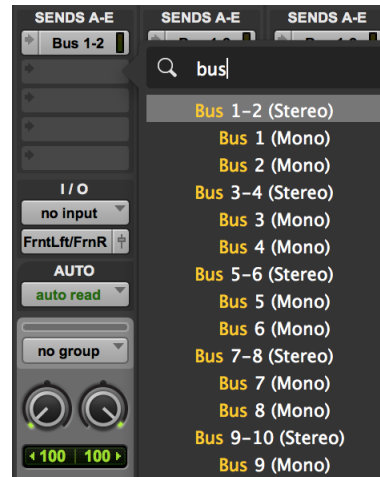 SENDS A-E SENDS A-E SENDS A-E
Bus 1-2
bus
Bus 1-2 (Stereo)
Bus 1 (Mono)
Bus 2 (Mono)
Bus 3-4 (Stereo)
Bus 3 (Mono)
Bus 4 (Mono)
Bus 5-6 (Stereo)
Bus 5 (Mono)
Bus 6 (Mono)
Bus 7-8 (Stereo)
Bus 7 (Mono)
Bus 8 (Mono)
Bus 9-10 (Stereo)
Bus 9 (Mono)
I / O
no input
FrntLft/FrnR
AUTO
auto read
no group
100 100